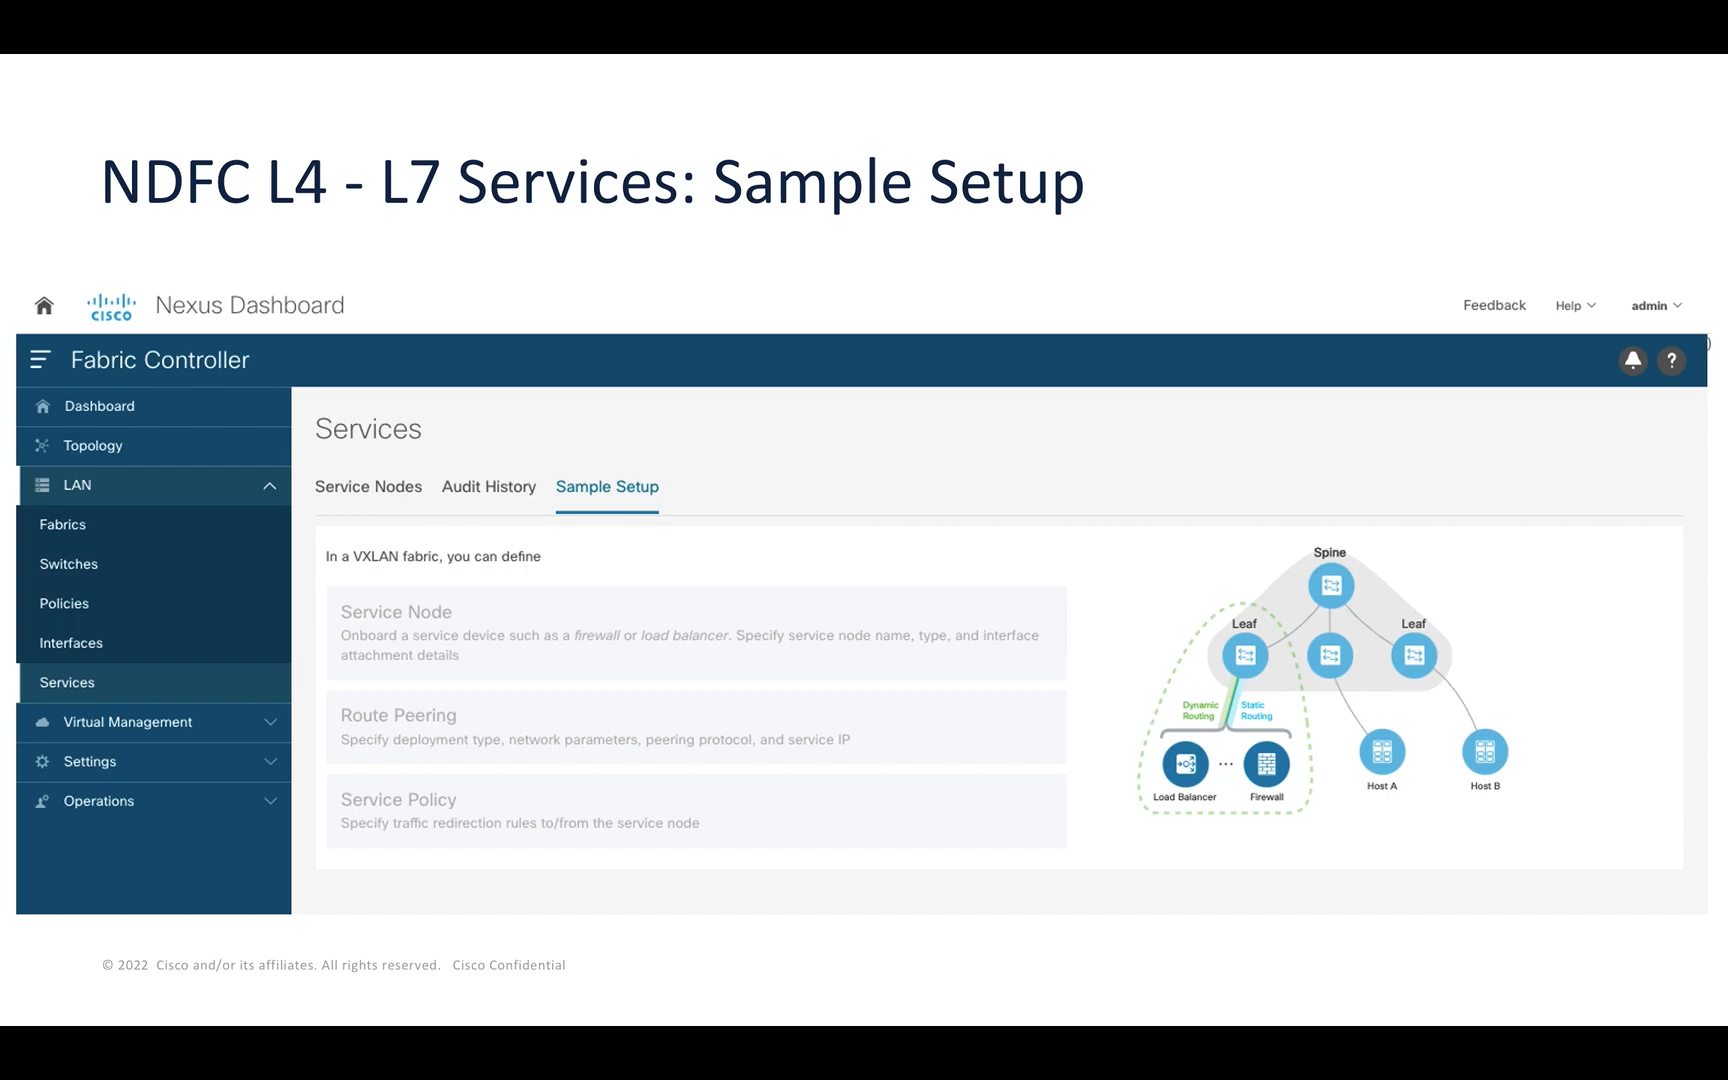 NDFC L4 - L7 Services: Sample Setup
CISCO
Nexus Dashboard
Feedback
Help
admin
Fabric Controller
?
)
Dashboard
Topology
LAN
Fabrics
Switches
Policies
Interfaces
Services
Virtual Management
Settings
Operations
Services
Service Nodes
Audit History
Sample Setup
In a VXLAN fabric, you can define
Service Node
Onboard a service device such as a firewall or load balancer. Specify service node name, type, and interface
attachment details
Route Peering
Specify deployment type, network parameters, peering protocol, and service IP
Service Policy
Specify traffic redirection rules to/from the service node
Spine
Leaf
Leaf
Dynamic
Routing
Static
Routing
...
Load Balancer
Firewall
Host A
Host B
© 2022 Cisco and/or its affiliates. All rights reserved. Cisco Confidential